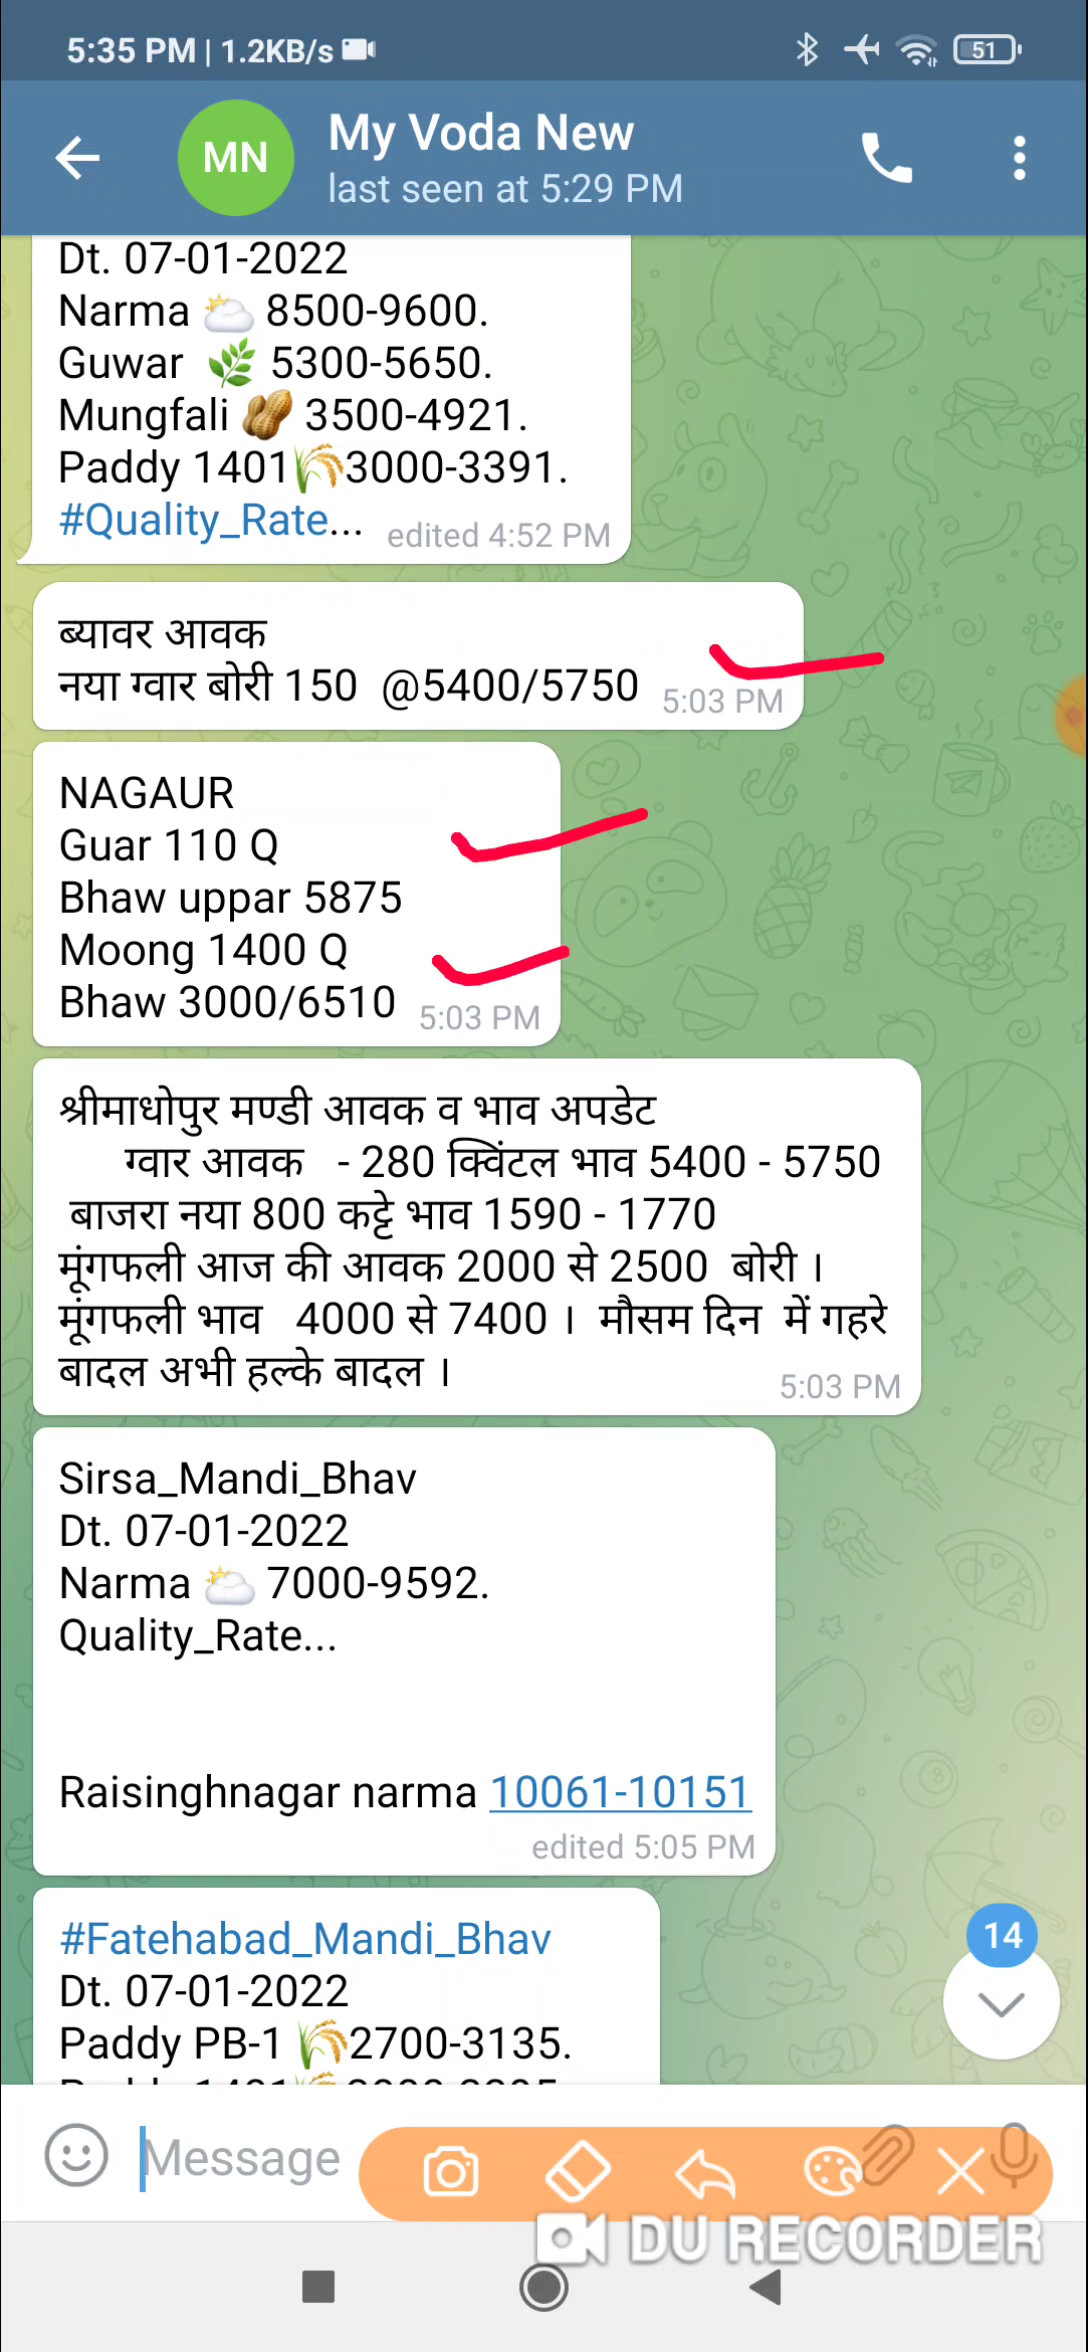 5:35 PM | 1.2KB/s
51
MN
My Voda New
last seen at 5:29 PM
Dt. 07-01-2022
Narma 🌥 8500-9600.
Guwar 🌿 5300-5650.
Mungfali 🥜 3500-4921.
Paddy 1401🌾3000-3391.
#Quality_Rate... edited 4:52 PM
ब्यावर आवक
नया ग्वार बोरी 150 @5400/5750 5:03 PM
NAGAUR
Guar 110 Q
Bhaw uppar 5875
Moong 1400 Q
Bhaw 3000/6510 5:03 PM
श्रीमाधोपुर मण्डी आवक व भाव अपडेट
ग्वार आवक - 280 क्विंटल भाव 5400 - 5750
बाजरा नया 800 कट्टे भाव 1590 - 1770
मूंगफली आज की आवक 2000 से 2500 बोरी ।
मूंगफली भाव 4000 से 7400 । मौसम दिन में गहरे
बादल अभी हल्के बादल ।
5:03 PM
Sirsa_Mandi_Bhav
Dt. 07-01-2022
Narma 🌥 7000-9592.
Quality_Rate...
Raisinghnagar narma 10061-10151
edited 5:05 PM
#Fatehabad_Mandi_Bhav
Dt. 07-01-2022
Paddy PB-1 🌾2700-3135.
14
Message
DU RECORDER